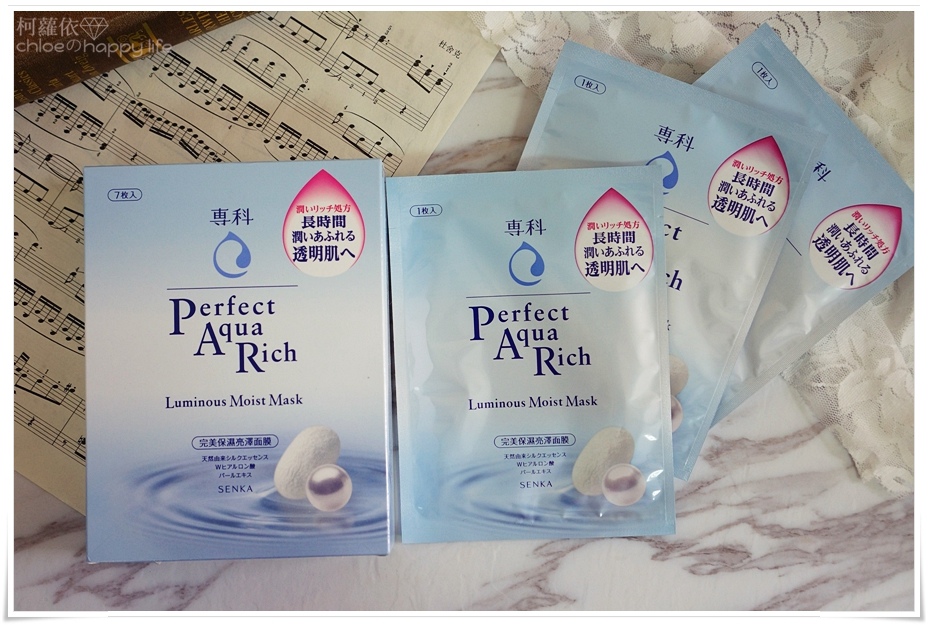 柯蘿依
chloeのhappy life
杜舍克
7枚入
潤いリッチ処方
長時間
潤いあふれる
透明肌へ
専科
Perfect
Aqua
Rich
Luminous Moist Mask
完美保濕亮澤面膜
天然由来シルクエッセンス
Wヒアルロン酸
パールエキス
SENKA
1枚入
潤いリッチ処方
長時間
潤いあふれる
透明肌へ
専科
Perfect
Aqua
Rich
Luminous Moist Mask
完美保濕亮澤面膜
天然由来シルクエッセンス
Wヒアルロン酸
パールエキス
SENKA
1枚入
専科
潤いリッチ処方
長時間
潤いあふれる
透明肌へ
ect
ch
1枚入
科
潤いリッチ処方
長時間
潤いあふれる
透明肌へ